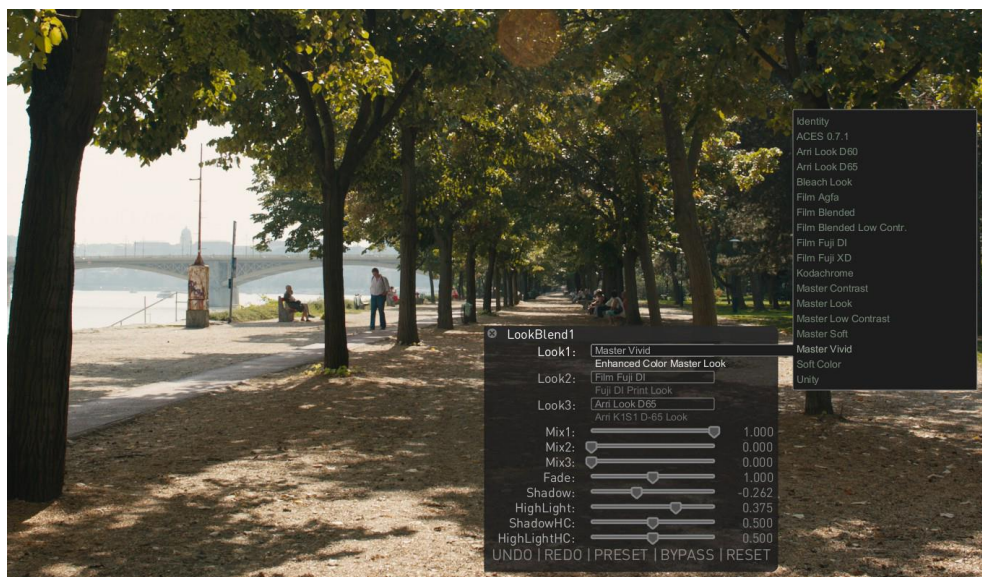 Identity
ACES 0.7.1
Arri Look D60
Arri Look D65
Bleach Look
Film Agfa
Film Blended
Film Blended Low Contr.
Film Fuji DI
Film Fuji XD
Kodachrome
Master Contrast
Master Look
Master Low Contrast
Master Soft
Master Vivid
Soft Color
Unity
LookBlend1
Look1: Master Vivid
Enhanced Color Master Look
Look2: Film Fuji DI
Fuji DI Print Look
Look3: Arri Look D65
Arri K1S1 D-65 Look
Mix1: 1.000
Mix2: 0.000
Mix3: 0.000
Fade: 1.000
Shadow: -0.262
HighLight: 0.375
ShadowHC: 0.500
HighLightHC: 0.500
UNDO | REDO | PRESET | BYPASS | RESET